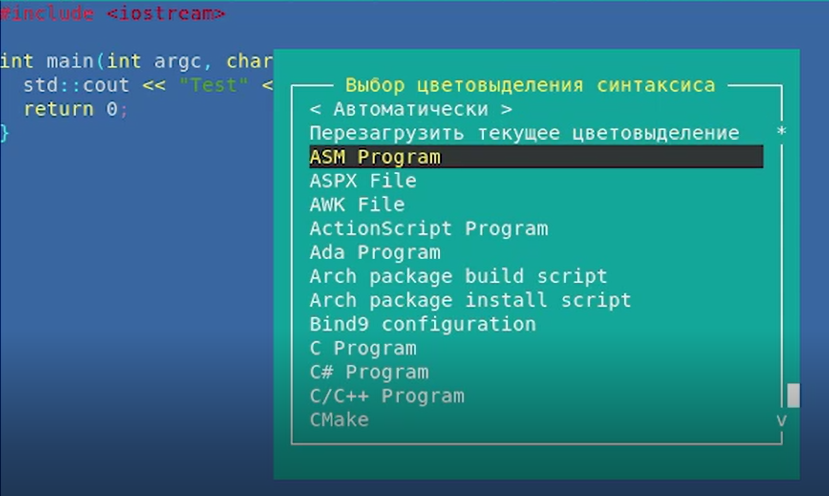 #include <iostream>
int main(int argc, char
std::cout << "Test" <
return 0;
}
Выбор цветовыделения синтаксиса
< Автоматически >
Перезагрузить текущее цветовыделение *
ASM Program
ASPX File
AWK File
ActionScript Program
Ada Program
Arch package build script
Arch package install script
Bind9 configuration
C Program
C# Program
C/C++ Program
CMake v